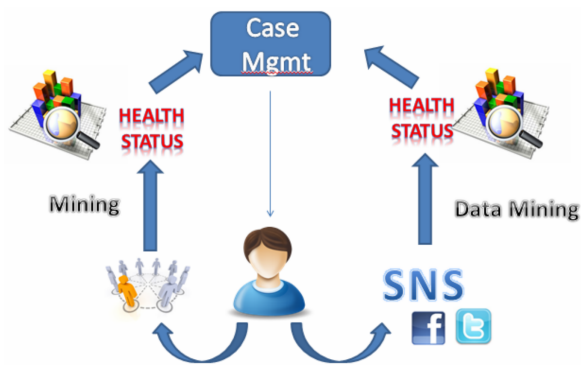 Case
Mgmt
HEALTH
STATUS
HEALTH
STATUS
Mining
Data Mining
SNS
f
t